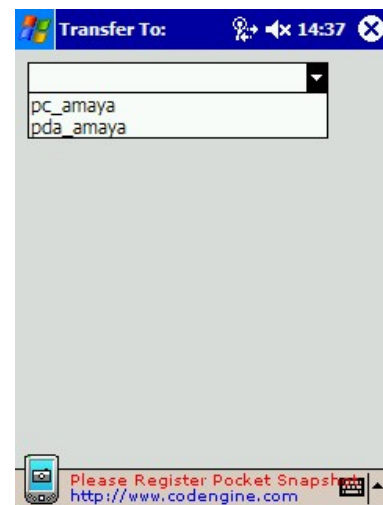 Transfer To: 14:37
pc_amaya
pda_amaya
Please Register Pocket Snapshot
http://www.codengine.com